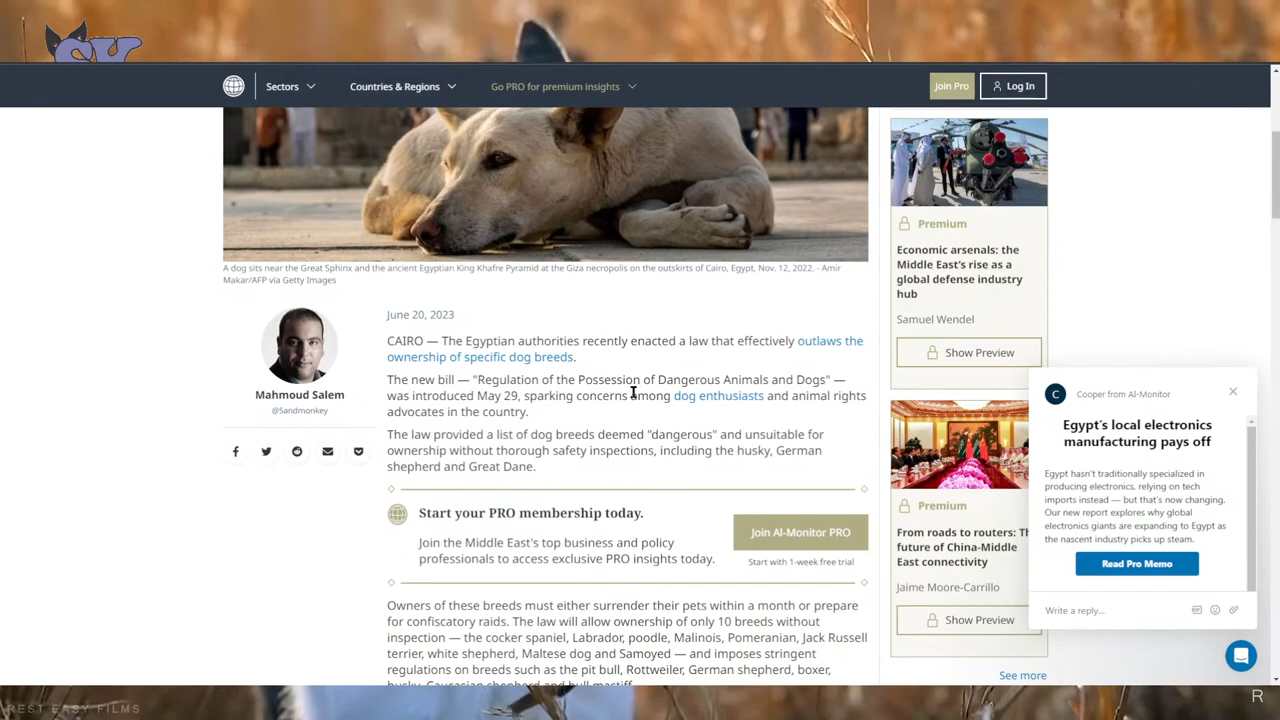 cv
Sectors
Countries & Regions
Go PRO for premium insights
Join Pro
Log In
A dog sits near the Great Sphinx and the ancient Egyptian King Khafre Pyramid at the Giza necropolis on the outskirts of Cairo, Egypt, Nov. 12, 2022. - Amir
Makar/AFP via Getty Images
Mahmoud Salem
@Sandmonkey
June 20, 2023
CAIRO — The Egyptian authorities recently enacted a law that effectively outlaws the
ownership of specific dog breeds.
The new bill — "Regulation of the Possession of Dangerous Animals and Dogs" —
was introduced May 29, sparking concerns among dog enthusiasts and animal rights
advocates in the country.
The law provided a list of dog breeds deemed "dangerous" and unsuitable for
ownership without thorough safety inspections, including the husky, German
shepherd and Great Dane.
Start your PRO membership today.
Join the Middle East's top business and policy
professionals to access exclusive PRO insights today.
Join Al-Monitor PRO
Start with 1-week free trial
Owners of these breeds must either surrender their pets within a month or prepare
for confiscatory raids. The law will allow ownership of only 10 breeds without
inspection — the cocker spaniel, Labrador, poodle, Malinois, Pomeranian, Jack Russell
terrier, white shepherd, Maltese dog and Samoyed — and imposes stringent
regulations on breeds such as the pit bull, Rottweiler, German shepherd, boxer,
husky, Caucasian shepherd and bull mastiff.
Premium
Economic arsenals: the
Middle East's rise as a
global defense industry
hub
Samuel Wendel
Show Preview
Premium
From roads to routers: Th
future of China-Middle
East connectivity
Jaime Moore-Carrillo
Show Preview
See more
C
Cooper from Al-Monitor
Egypt's local electronics
manufacturing pays off
Egypt hasn't traditionally specialized in
producing electronics, relying on tech
imports instead — but that's now changing.
Our new report explores why global
electronics giants are expanding to Egypt as
the nascent industry picks up steam.
Read Pro Memo
Write a reply...
REST EASY FILMS
R